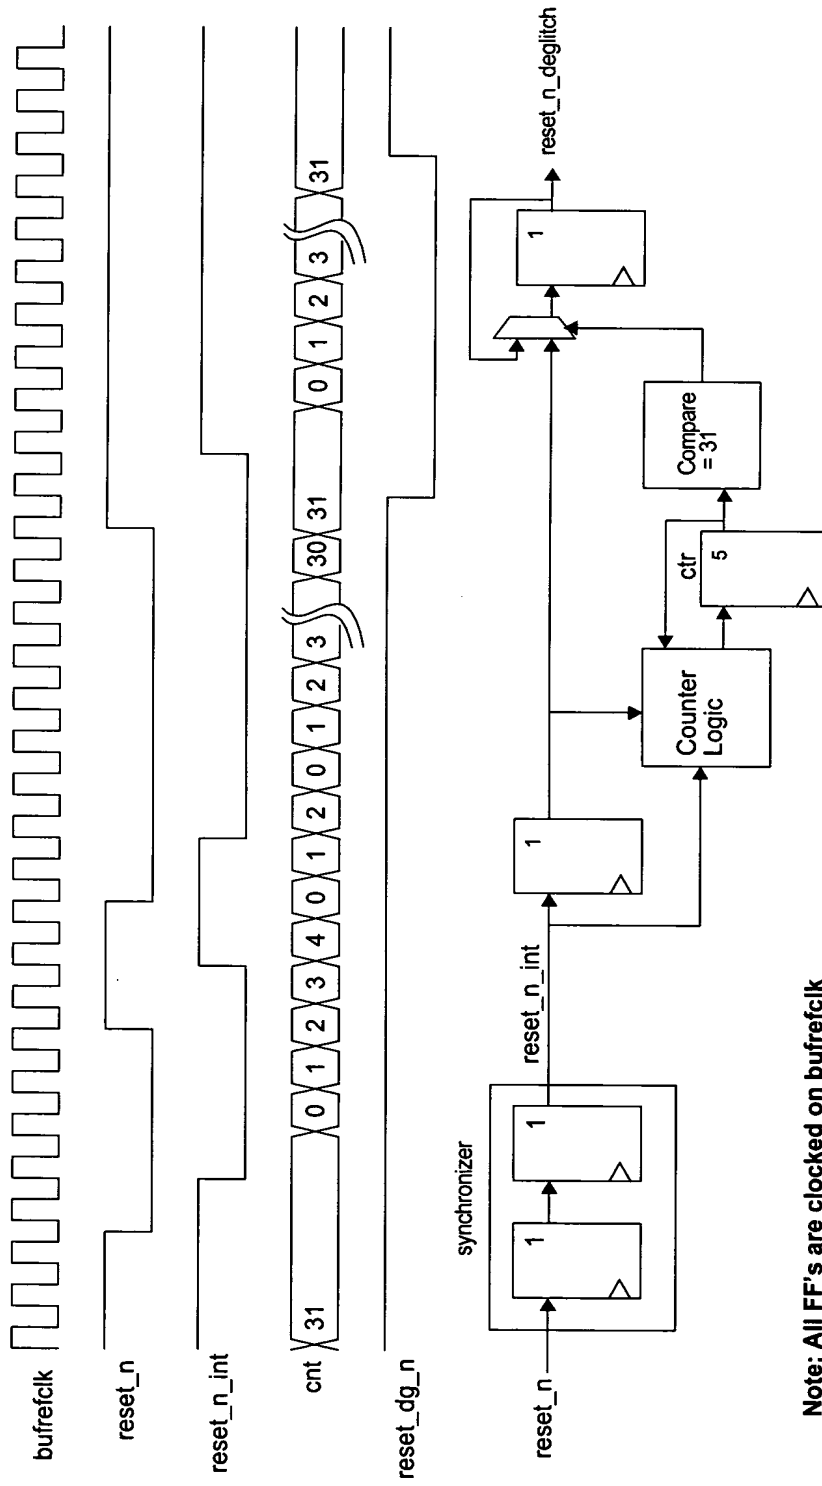 bufrefclk
reset_n
reset_n_int
cnt
31
0
1
2
3
4
0
1
2
0
1
2
3
30
31
0
1
2
3
31
reset_dg_n
synchronizer
reset_n
1
1
reset_n_int
1
Counter
Logic
ctr
5
Compare
= 31
1
reset_n_deglitch
Note: All FF's are clocked on bufrefclk